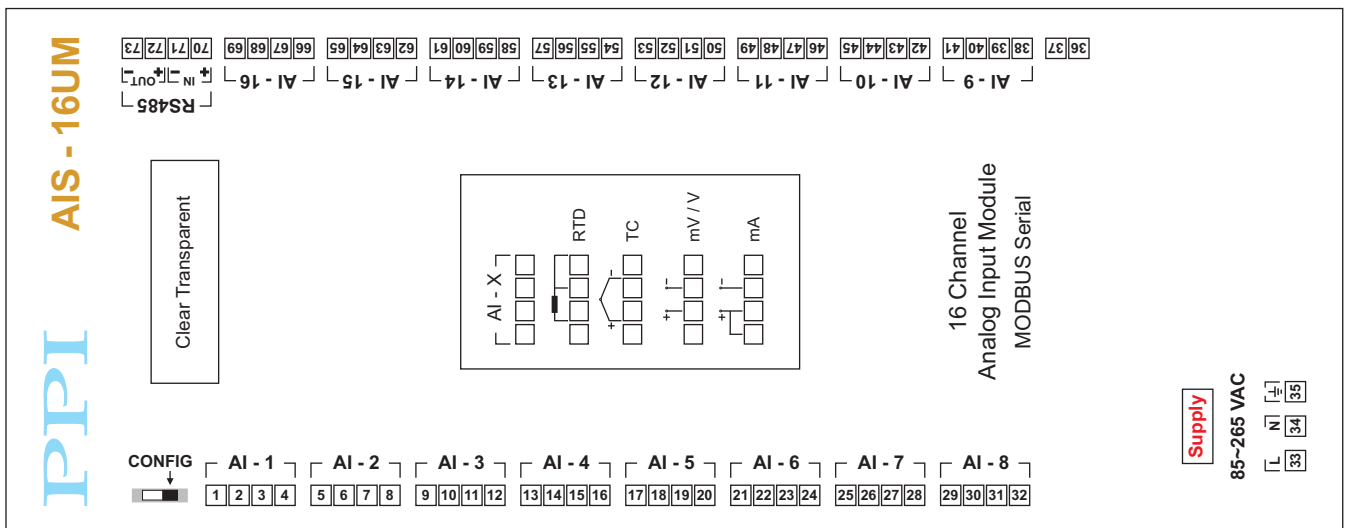 AIS - 16UM
PPI
73 72 71 70 69 68 67 66 65 64 63 62 61 60 59 58 57 56 55 54 53 52 51 50 49 48 47 46 45 44 43 42 41 40 39 38 37 36
- + - +
OUT IN
RS485
AI - 16
AI - 15
AI - 14
AI - 13
AI - 12
AI - 11
AI - 10
AI - 9
Clear Transparent
AI - X
RTD
TC
+ -
mV / V
+ -
mA
+ -
16 Channel
Analog Input Module
MODBUS Serial
Supply
85~265 VAC
L N
33 34 35
CONFIG
AI - 1
AI - 2
AI - 3
AI - 4
AI - 5
AI - 6
AI - 7
AI - 8
1 2 3 4 5 6 7 8 9 10 11 12 13 14 15 16 17 18 19 20 21 22 23 24 25 26 27 28 29 30 31 32